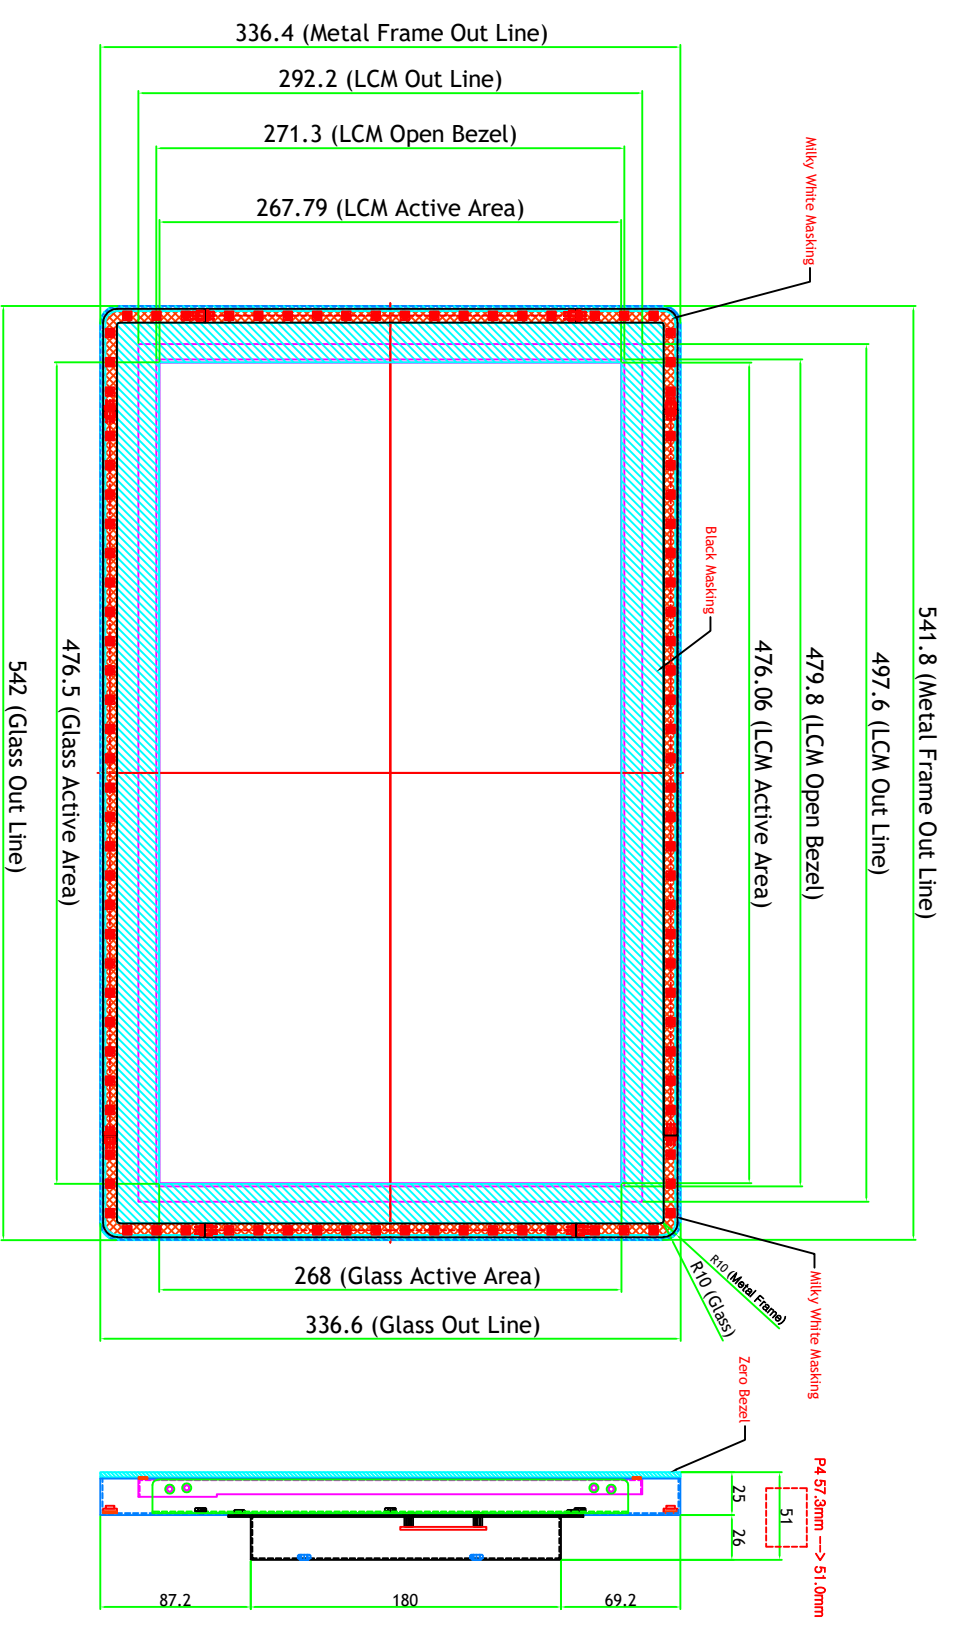 336.4 (Metal Frame Out Line)
292.2 (LCM Out Line)
271.3 (LCM Open Bezel)
267.79 (LCM Active Area)
Milky White Masking
Black Masking
541.8 (Metal Frame Out Line)
497.6 (LCM Out Line)
479.8 (LCM Open Bezel)
476.06 (LCM Active Area)
476.5 (Glass Active Area)
542 (Glass Out Line)
268 (Glass Active Area)
336.6 (Glass Out Line)
R10 (Metal Frame)
R10 (Glass)
Milky White Masking
Zero Bezel
P4 57.3mm ---> 51.0mm
25
51
26
87.2
180
69.2